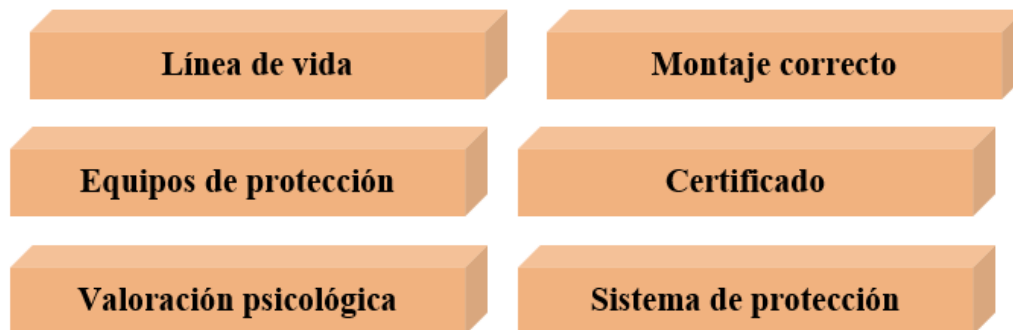 Línea de vida
Montaje correcto
Equipos de protección
Certificado
Valoración psicológica
Sistema de protección